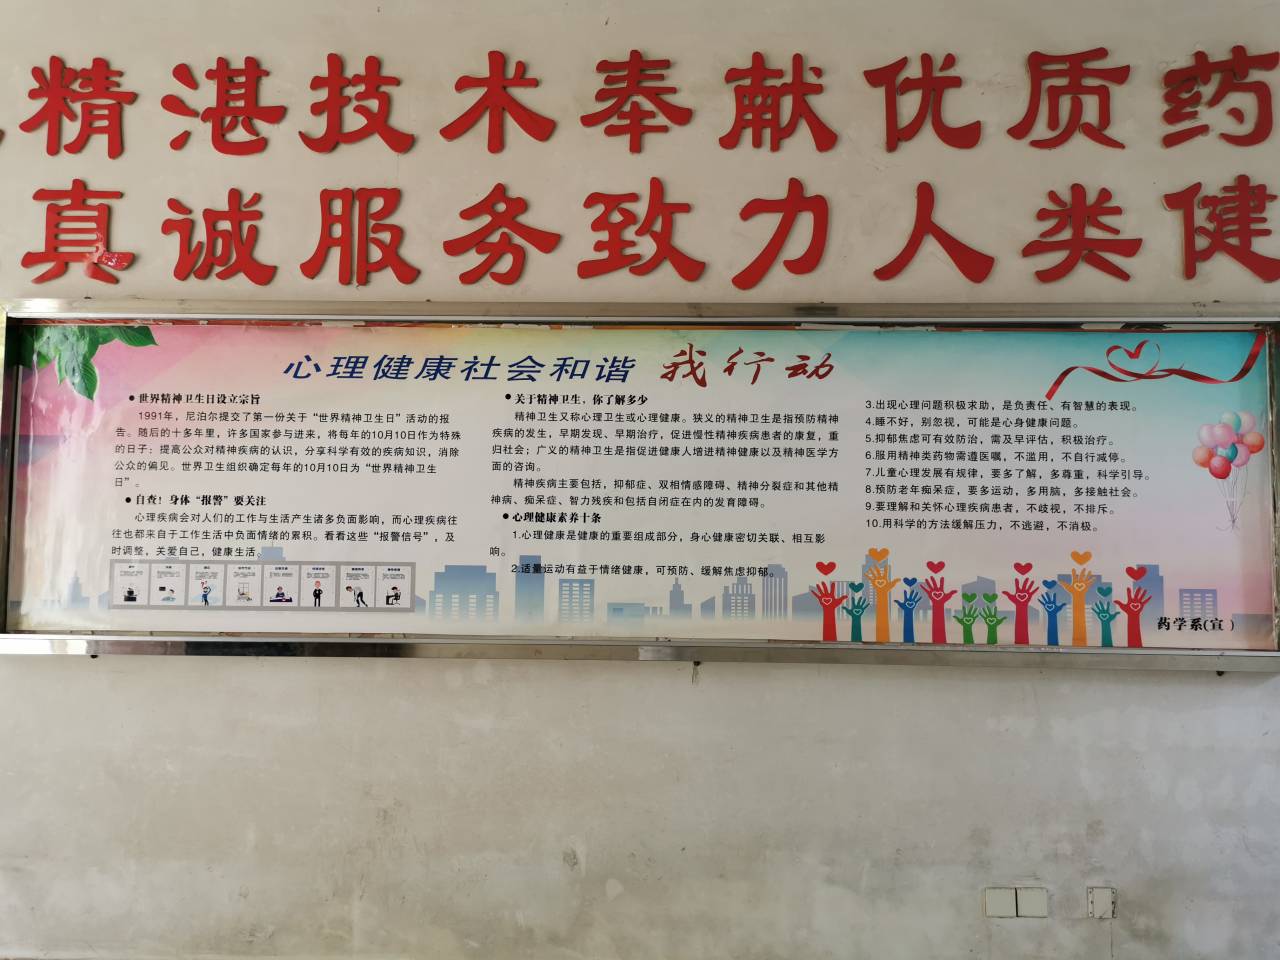 精湛技术奉献优质药
真诚服务致力人类健
心理健康社会和谐 我行动
●世界精神卫生日设立宗旨
1991年，尼泊尔提交了第一份关于“世界精神卫生日”活动的报
告。随后的十多年里，许多国家参与进来，将每年的10月10日作为特殊
的日子：提高公众对精神疾病的认识，分享科学有效的疾病知识，消除
公众的偏见。世界卫生组织确定每年的10月10日为“世界精神卫生
日”。
●自查！身体“报警”要关注
心理疾病会对人们的工作与生活产生诸多负面影响，而心理疾病往
往也都来自于工作生活中负面情绪的累积。看看这些“报警信号”，及
时调整，关爱自己，健康生活。
●关于精神卫生，你了解多少
精神卫生又称心理卫生或心理健康。狭义的精神卫生是指预防精神
疾病的发生，早期发现、早期治疗，促进慢性精神疾病患者的康复，重
归社会；广义的精神卫生是指促进健康人增进精神健康以及精神医学方
面的咨询。
精神疾病主要包括，抑郁症、双相情感障碍、精神分裂症和其他精
神病、痴呆症、智力残疾和包括自闭症在内的发育障碍。
●心理健康素养十条
1.心理健康是健康的重要组成部分，身心健康密切关联、相互影
响。
2.适量运动有益于情绪健康，可预防、缓解焦虑抑郁。
3.出现心理问题积极求助，是负责任、有智慧的表现。
4.睡不好，别忽视，可能是心身健康问题。
5.抑郁焦虑可有效防治，需及早评估，积极治疗。
6.服用精神类药物需遵医嘱，不滥用，不自行减停。
7.儿童心理发展有规律，要多了解，多尊重，科学引导。
8.预防老年痴呆症，要多运动，多用脑，多接触社会。
9.要理解和关怀心理疾病患者，不歧视，不排斥。
10.用科学的方法缓解压力，不逃避，不消极。
药学系(宣）